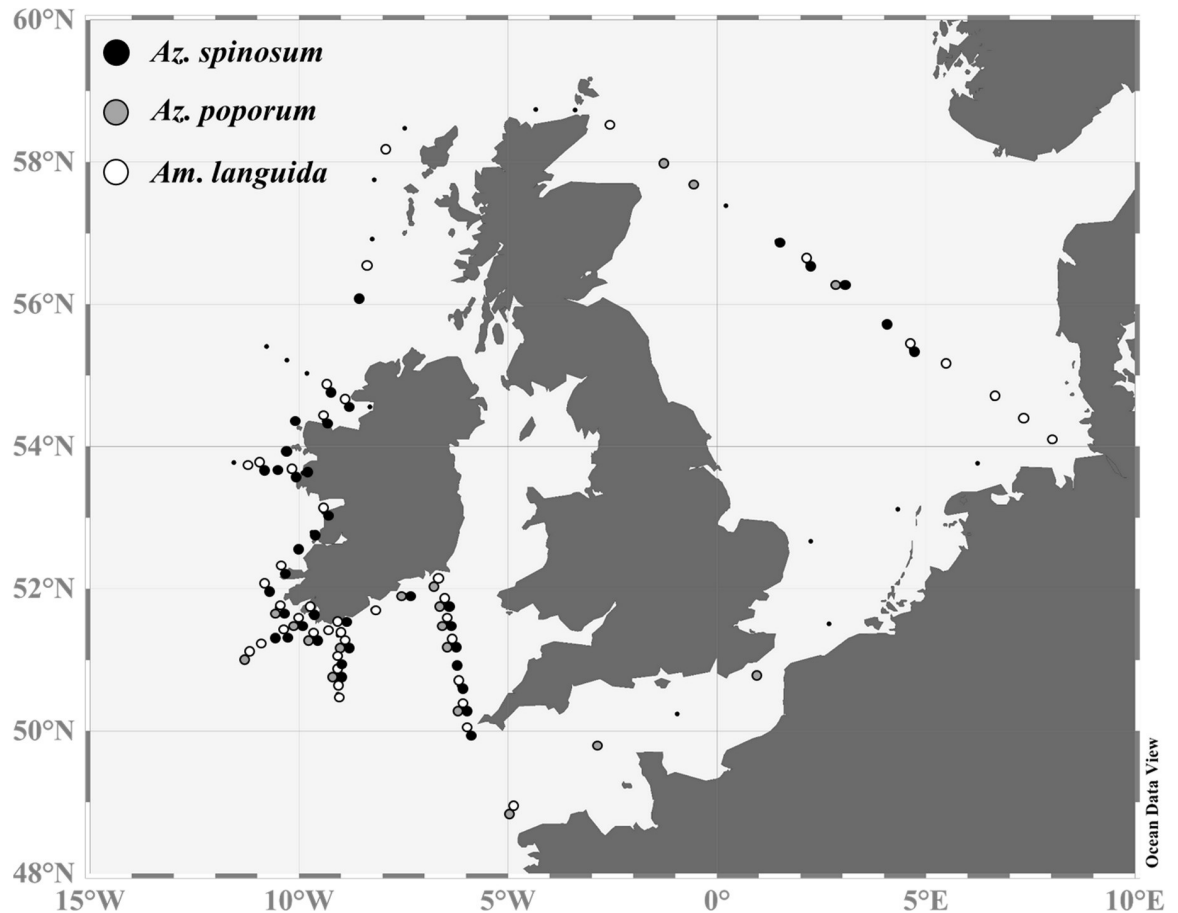 60°N
Az. spinosum
Az. poporum
58°N
Am. languida
56°N
54°N
52°N
50°N
48°N
15°W
10°W
5°W
0°
5°E
10°E
Ocean Data View